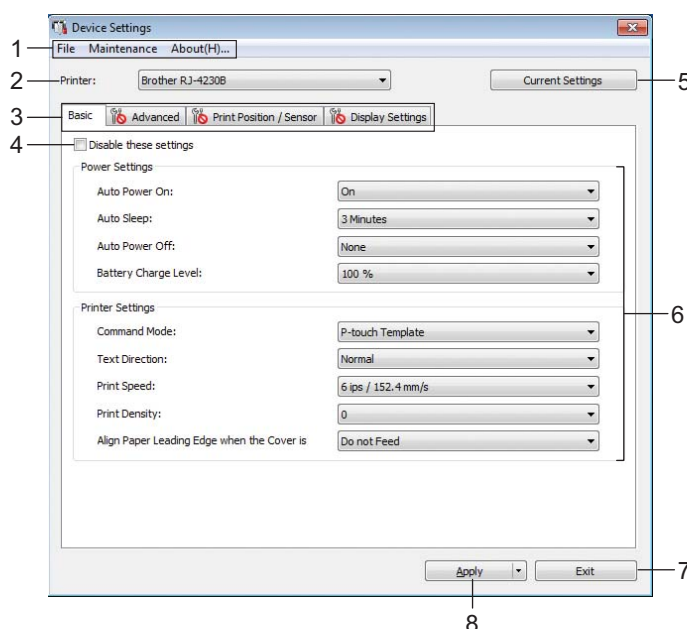 Device Settings
1 File Maintenance About(H)...
2 Printer: Brother RJ-4230B Current Settings 5
3 Basic Advanced Print Position / Sensor Display Settings
4 Disable these settings
Power Settings
Auto Power On: On
Auto Sleep: 3 Minutes
Auto Power Off: None
Battery Charge Level: 100 %
Printer Settings
6
Command Mode: P-touch Template
Text Direction: Normal
Print Speed: 6 ips / 152.4 mm/s
Print Density: 0
Align Paper Leading Edge when the Cover is Do not Feed
Apply Exit 7
8